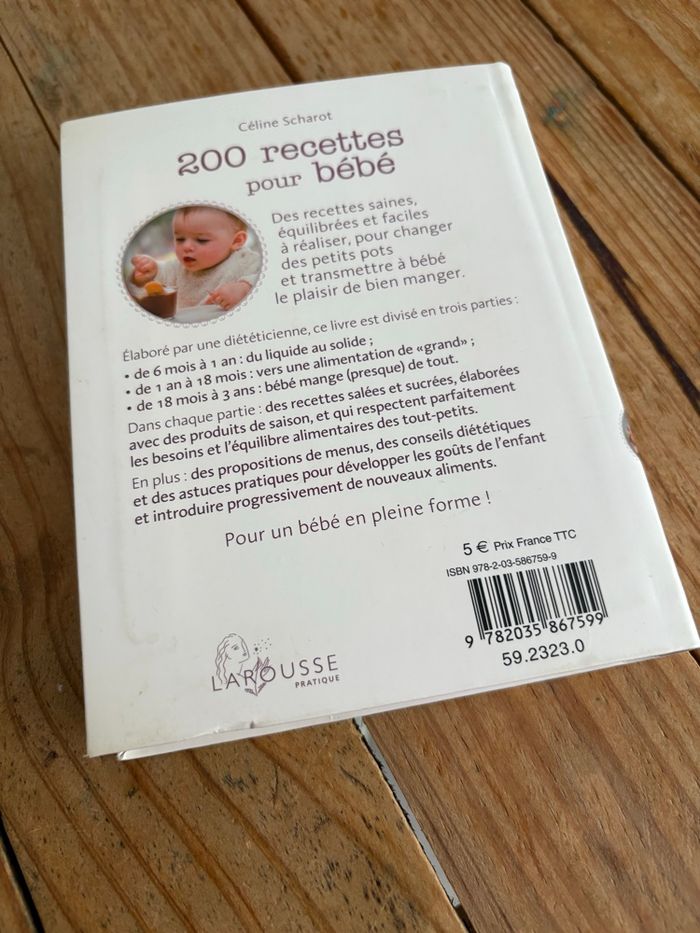 Céline Scharot
200 recettes
pour bébé
Des recettes saines,
équilibrées et faciles
à réaliser, pour changer
des petits pots
et transmettre à bébé
le plaisir de bien manger.
Élaboré par une diététicienne, ce livre est divisé en trois parties :
• de 6 mois à 1 an : du liquide au solide ;
• de 1 an à 18 mois : vers une alimentation de «grand» ;
• de 18 mois à 3 ans : bébé mange (presque) de tout.
Dans chaque partie : des recettes salées et sucrées, élaborées
avec des produits de saison, et qui respectent parfaitement
les besoins et l'équilibre alimentaires des tout-petits.
En plus : des propositions de menus, des conseils diététiques
et des astuces pratiques pour développer les goûts de l'enfant
et introduire progressivement de nouveaux aliments.
Pour un bébé en pleine forme !
5 € Prix France TTC
ISBN 978-2-03-586759-9
9 782035 867599
59.2323.0
LAROUSSE
PRATIQUE